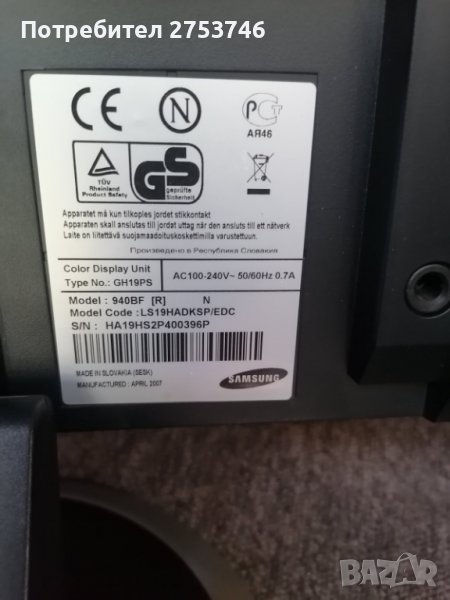 Потребител 2753746
CE
N
РСТ
АЯ46
TÜV
Rheinland
Product Safety
GS
geprüfte
Sicherheit
Apparatet må kun tilkoples jordet stikkontakt
Apparaten skall anslutas till jordat uttag när den ansluts till ett nätverk
Laite on liitettävä suojamaadoituskoskettimilla varustettuun.
Произведено в Республика Словакия
Color Display Unit
Type No.: GH19PS
AC100-240V~ 50/60Hz 0.7A
Model : 940BF [R] N
Model Code :LS19HADKSP/EDC
S/N : HA19HS2P400396P
MADE IN SLOVAKIA (SESK)
MANUFACTURED : APRIL 2007
SAMSUNG
BAZAR